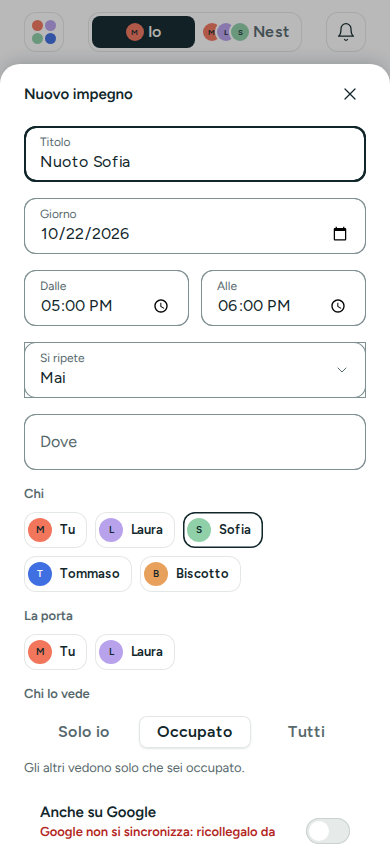 M Io M L S Nest
Nuovo impegno
Titolo
Nuoto Sofia
Giorno
10/22/2026
Dalle Alle
05:00 PM 06:00 PM
Si ripete
Mai
Dove
Chi
M Tu L Laura S Sofia
T Tommaso B Biscotto
La porta
M Tu L Laura
Chi lo vede
Solo io Occupato Tutti
Gli altri vedono solo che sei occupato.
Anche su Google
Google non si sincronizza: ricollegalo da